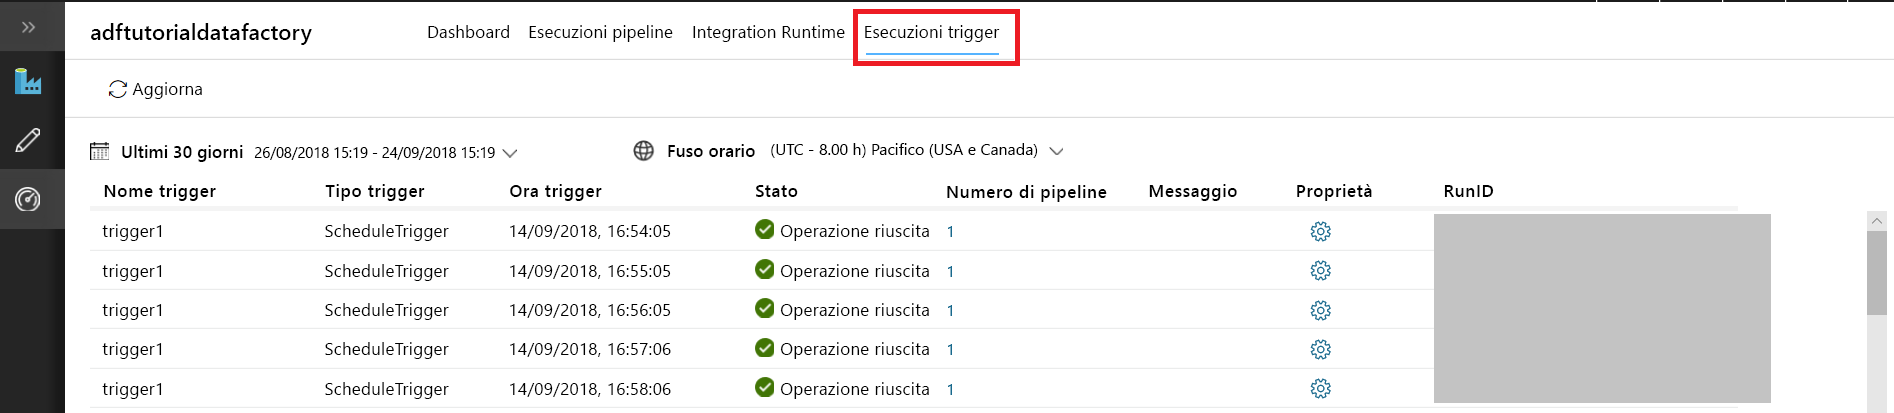 adftutorialdatafactory Dashboard Esecuzioni pipeline Integration Runtime Esecuzioni trigger
Aggiorna
Ultimi 30 giorni 26/08/2018 15:19 - 24/09/2018 15:19 Fuso orario (UTC - 8.00 h) Pacifico (USA e Canada)
Nome trigger Tipo trigger Ora trigger Stato Numero di pipeline Messaggio Proprietà RunID
trigger1 ScheduleTrigger 14/09/2018, 16:54:05 Operazione riuscita 1
trigger1 ScheduleTrigger 14/09/2018, 16:55:05 Operazione riuscita 1
trigger1 ScheduleTrigger 14/09/2018, 16:56:05 Operazione riuscita 1
trigger1 ScheduleTrigger 14/09/2018, 16:57:06 Operazione riuscita 1
trigger1 ScheduleTrigger 14/09/2018, 16:58:06 Operazione riuscita 1